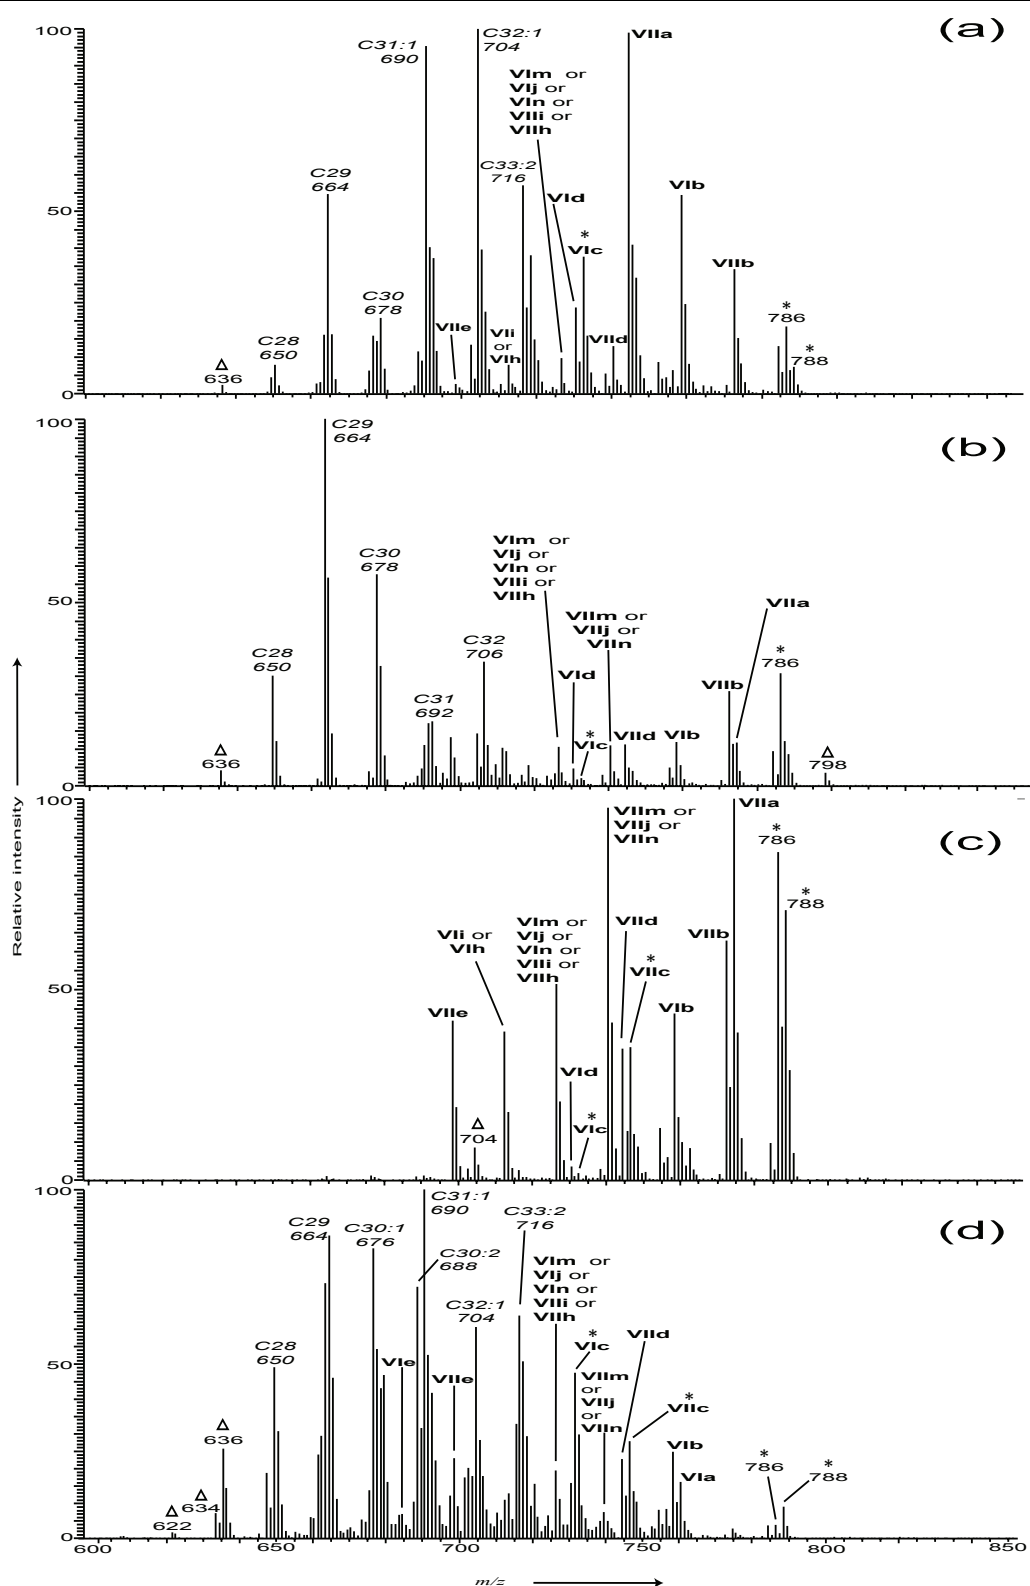 (a)
100
50
0
Δ
636
C28
650
C29
664
C30
678
C31:1
690
VIIe
C32:1
704
VIi
or
VIh
C33:2
716
VIm or
VIj or
VIn or
VIIi or
VIIh
VId
*
VIc
VIId
VIIa
VIb
VIIb
*
786
*
788
(b)
100
50
0
Δ
636
C28
650
C29
664
C30
678
C31
692
C32
706
VIm or
VIj or
VIn or
VIIi or
VIIh
VId
*
VIc
VIIm or
VIIj or
VIIn
VIId
VIb
VIIb
VIIa
*
786
Δ
798
Relative intensity
(c)
100
50
0
VIIe
Δ
704
VIi or
VIh
VIm or
VIj or
VIn or
VIIi or
VIIh
VId
*
VIc
VIIm or
VIIj or
VIIn
VIId
*
VIIc
VIb
VIIb
VIIa
*
786
*
788
(d)
100
50
0
Δ
622
Δ
634
Δ
636
C28
650
C29
664
C30:1
676
VIe
C30:2
688
C31:1
690
VIIe
C32:1
704
C33:2
716
VIm or
VIj or
VIn or
VIIi or
VIIh
*
VIc
VIIm
or
VIIj
or
VIIn
VIId
*
VIIc
VIb
VIa
*
786
*
788
600 650 700 750 800 850
m/z